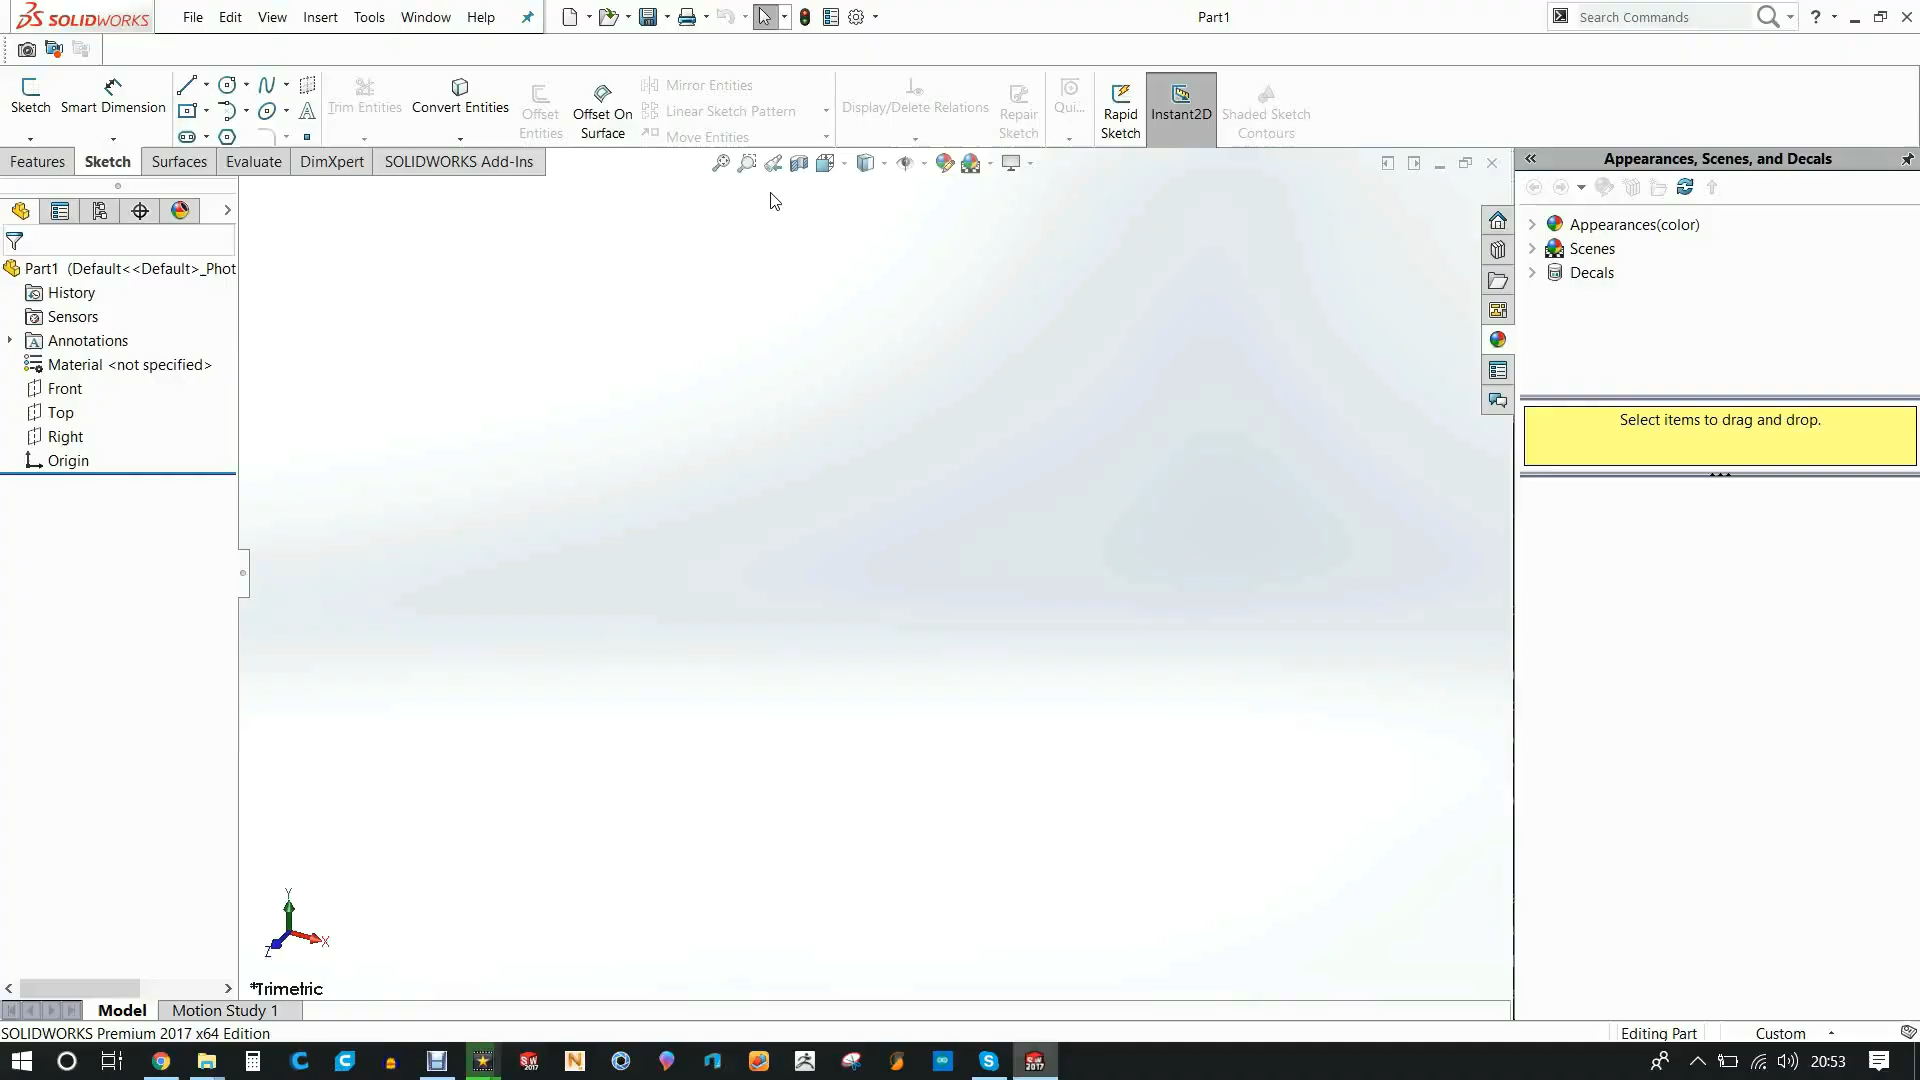 SOLIDWORKS File Edit View Insert Tools Window Help Part1 Search Commands ?
Sketch Smart Dimension Trim Entities Convert Entities Offset Entities Offset On Surface
Mirror Entities
Linear Sketch Pattern
Move Entities
Display/Delete Relations Repair Sketch Qui... Rapid Sketch Instant2D Shaded Sketch Contours
Features Sketch Surfaces Evaluate DimXpert SOLIDWORKS Add-Ins
Appearances, Scenes, and Decals
Part1 (Default<<Default>_Phot
History
Sensors
Annotations
Material <not specified>
Front
Top
Right
Origin
Appearances(color)
Scenes
Decals
Select items to drag and drop.
Y
X
Z
*Trimetric
Model Motion Study 1
SOLIDWORKS Premium 2017 x64 Edition Editing Part Custom
SW 2017 N SW 2017 20:53